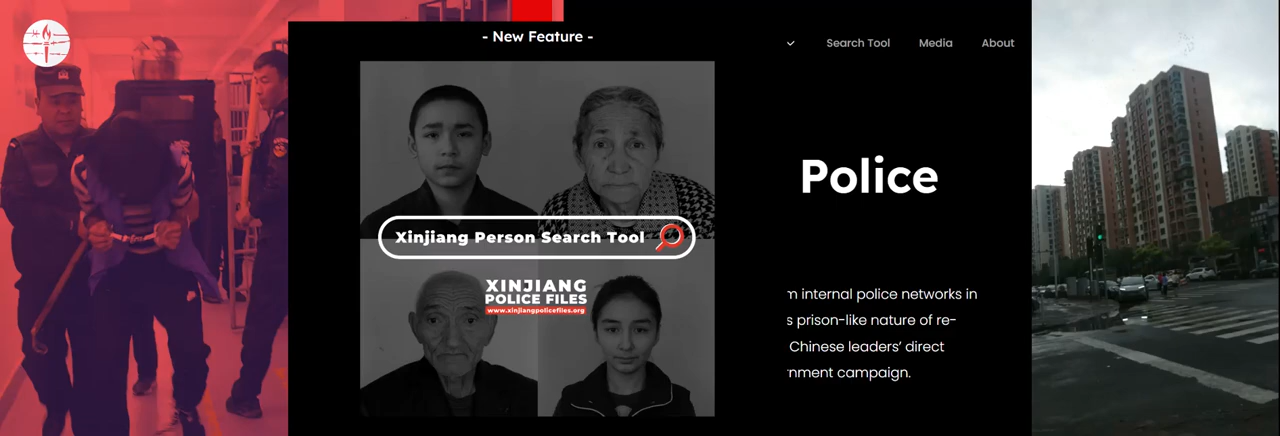 - New Feature -
Xinjiang Person Search Tool
XINJIANG
POLICE FILES
www.xinjiangpolicefiles.org
Search Tool
Media
About
Police
internal police networks in
prison-like nature of re-
Chinese leaders’ direct
campaign.